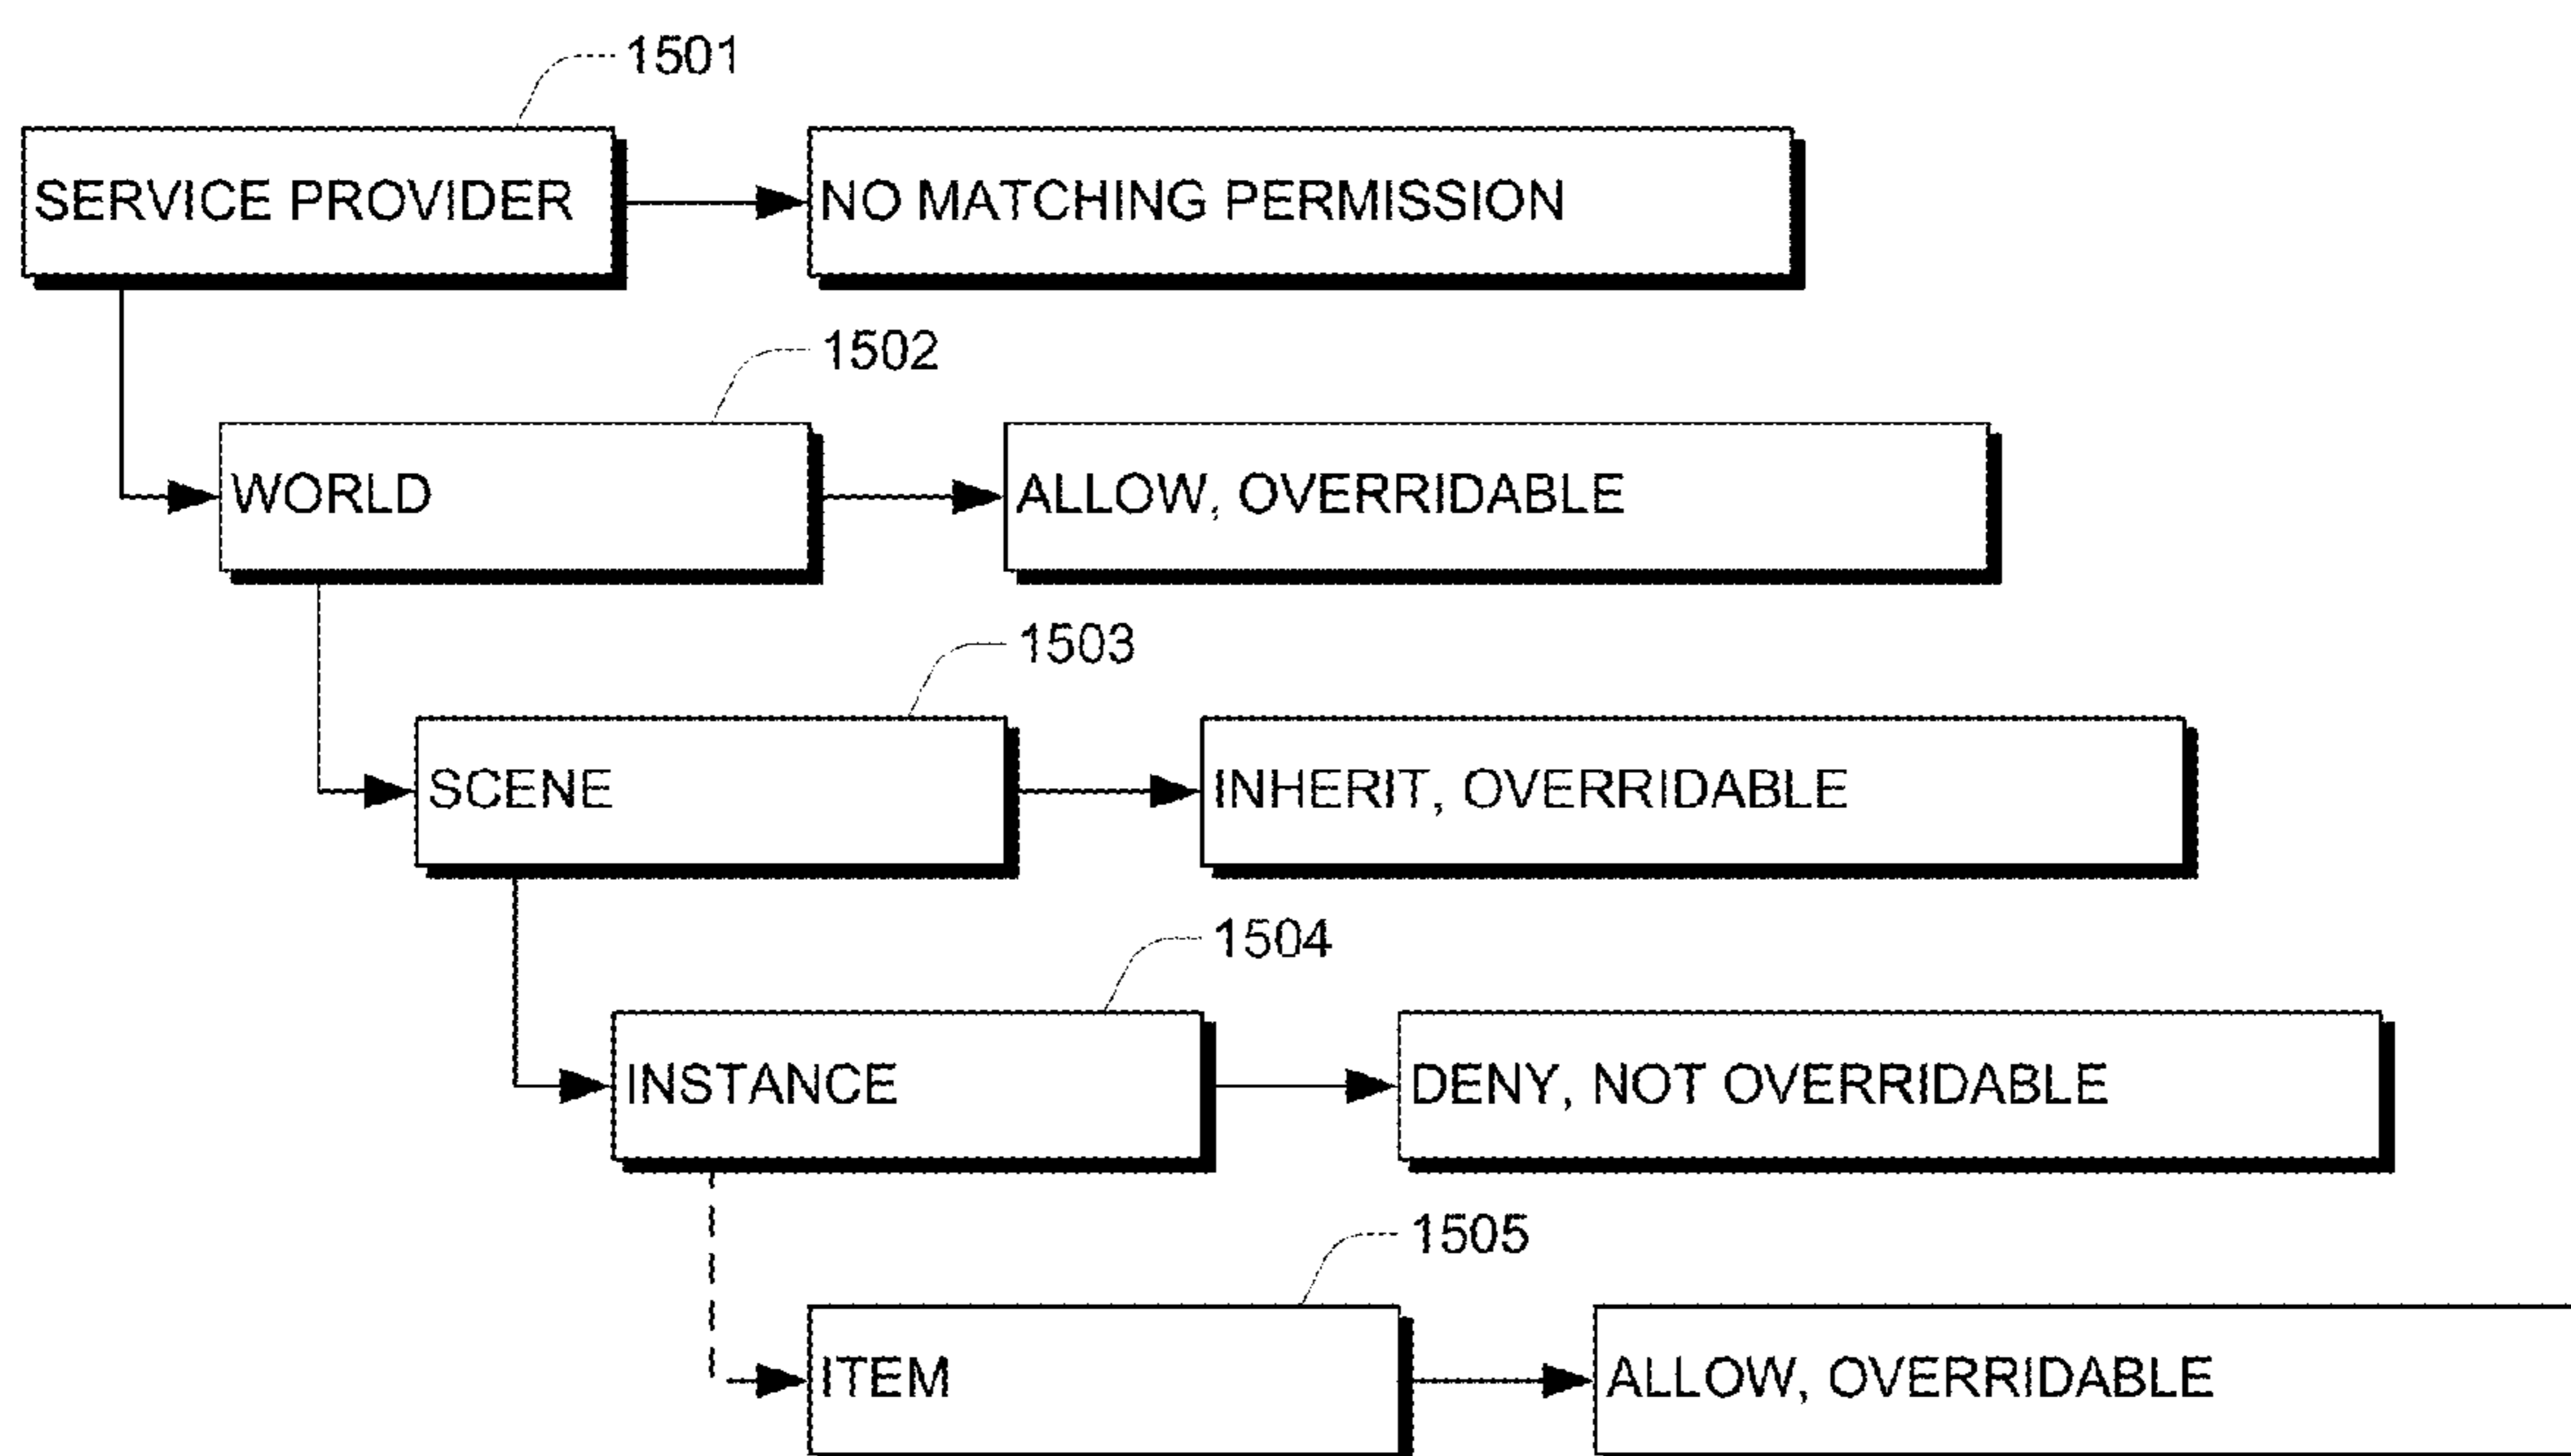 1501
SERVICE PROVIDER
NO MATCHING PERMISSION
1502
WORLD
ALLOW, OVERRIDABLE
1503
SCENE
INHERIT, OVERRIDABLE
1504
INSTANCE
DENY, NOT OVERRIDABLE
1505
ITEM
ALLOW, OVERRIDABLE